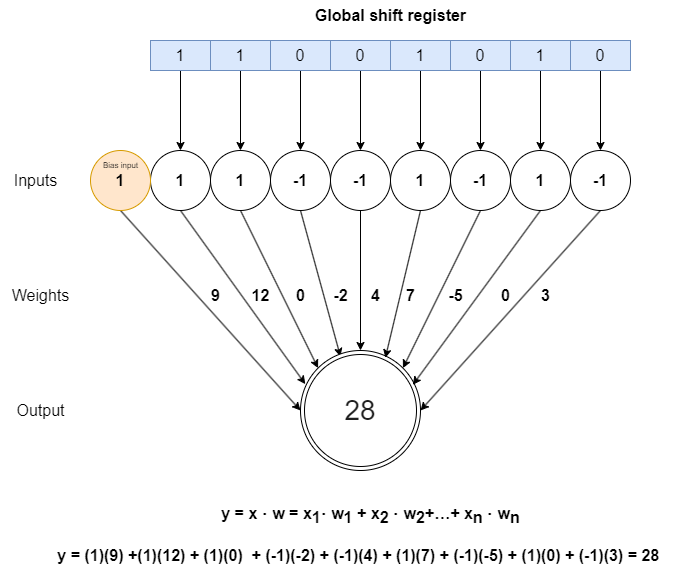 Global shift register
1 1 0 0 1 0 1 0
Bias input
Inputs 1 1 1 -1 -1 1 -1 1 -1
Weights 9 12 0 -2 4 7 -5 0 3
Output 28
y = x · w = x1· w1 + x2 · w2+...+ xn · wn
y = (1)(9) +(1)(12) + (1)(0) + (-1)(-2) + (-1)(4) + (1)(7) + (-1)(-5) + (1)(0) + (-1)(3) = 28